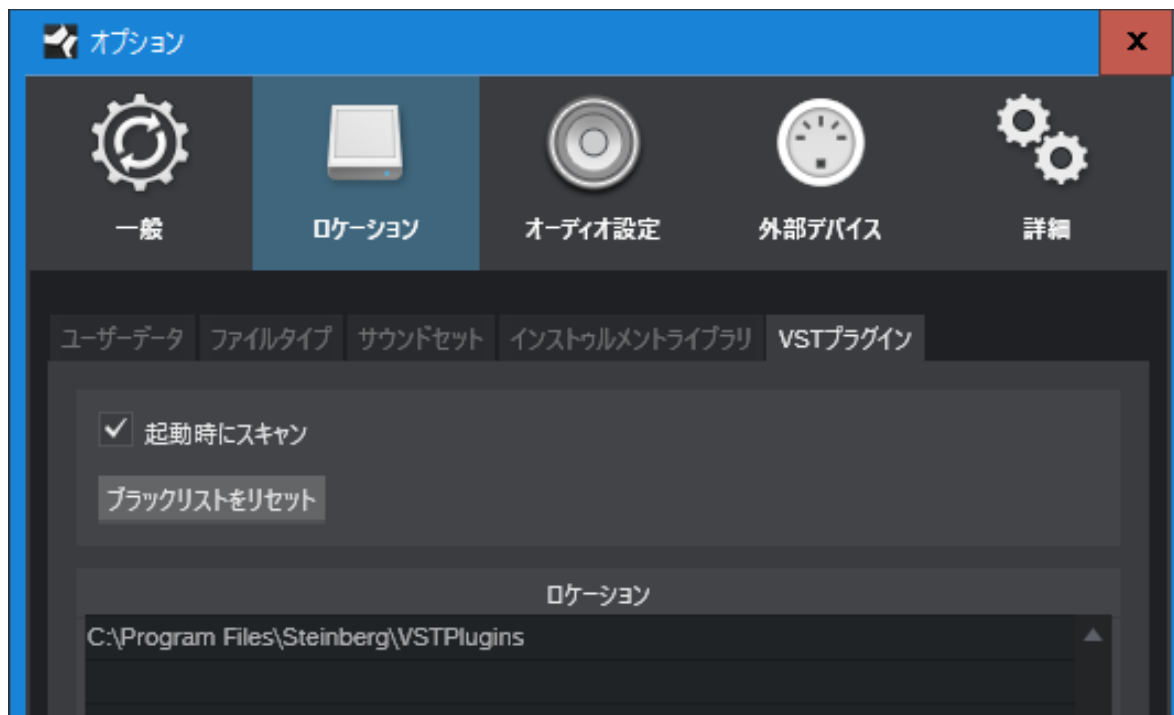 オプション
一般 ロケーション オーディオ設定 外部デバイス 詳細
ユーザーデータ ファイルタイプ サウンドセット インストゥルメントライブラリ VSTプラグイン
起動時にスキャン
ブラックリストをリセット
ロケーション
C:\Program Files\Steinberg\VSTPlugins